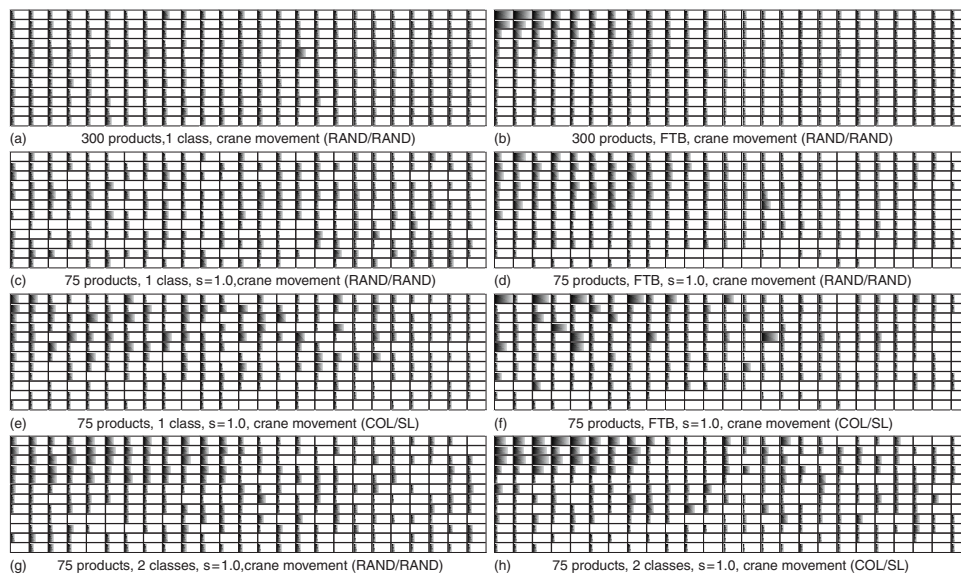 (a) 300 products,1 class, crane movement (RAND/RAND)
(b) 300 products, FTB, crane movement (RAND/RAND)
(c) 75 products, 1 class, s=1.0,crane movement (RAND/RAND)
(d) 75 products, FTB, s=1.0, crane movement (RAND/RAND)
(e) 75 products, 1 class, s=1.0, crane movement (COL/SL)
(f) 75 products, FTB, s=1.0, crane movement (COL/SL)
(g) 75 products, 2 classes, s=1.0,crane movement (RAND/RAND)
(h) 75 products, 2 classes, s=1.0, crane movement (COL/SL)